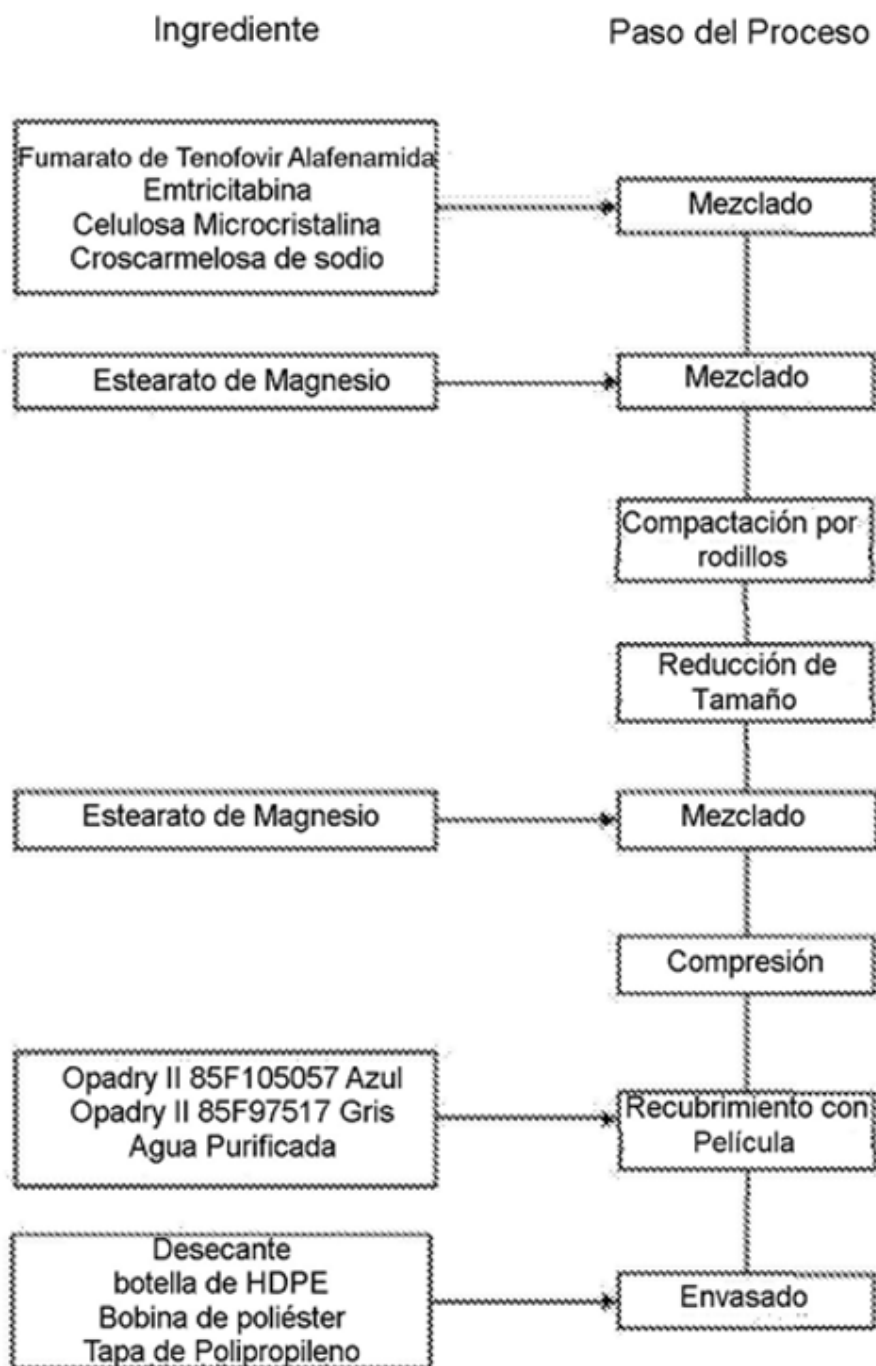 Ingrediente
Paso del Proceso
Fumarato de Tenofovir Alafenamida
Emtricitabina
Celulosa Microcristalina
Croscarmelosa de sodio
Mezclado
Estearato de Magnesio
Mezclado
Compactación por
rodillos
Reducción de
Tamaño
Estearato de Magnesio
Mezclado
Compresión
Opadry II 85F105057 Azul
Opadry II 85F97517 Gris
Agua Purificada
Recubrimiento con
Película
Desecante
botella de HDPE
Bobina de poliéster
Tapa de Polipropileno
Envasado